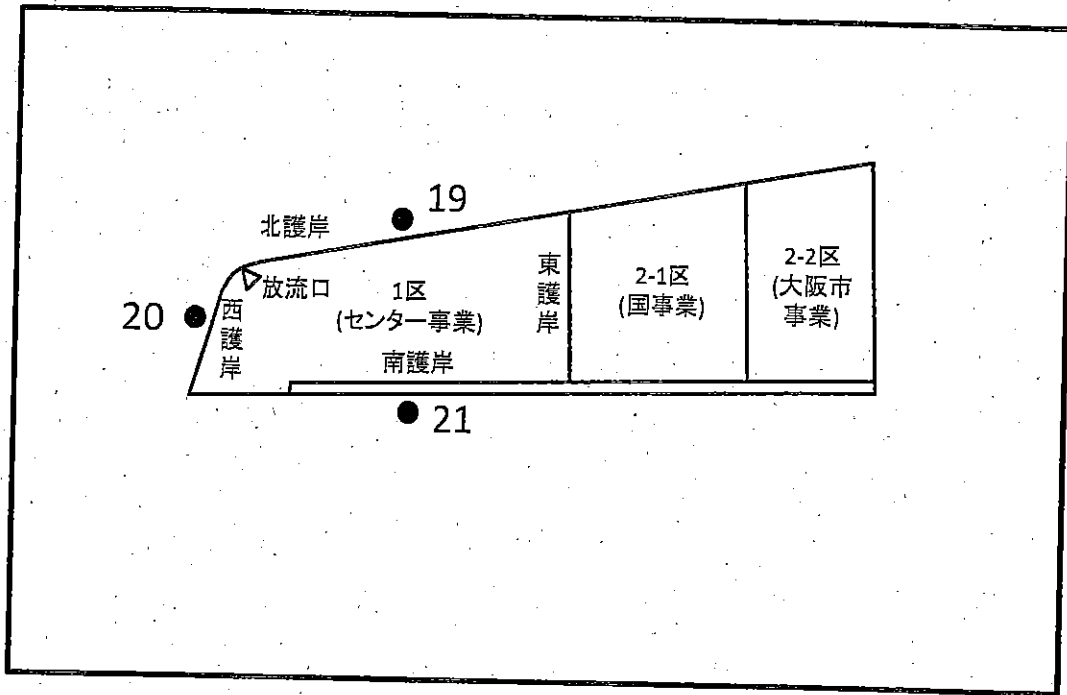 19
北護岸
放流口
20
西護岸
1区
(センター事業)
南護岸
東護岸
2-1区
(国事業)
2-2区
(大阪市
事業)
21